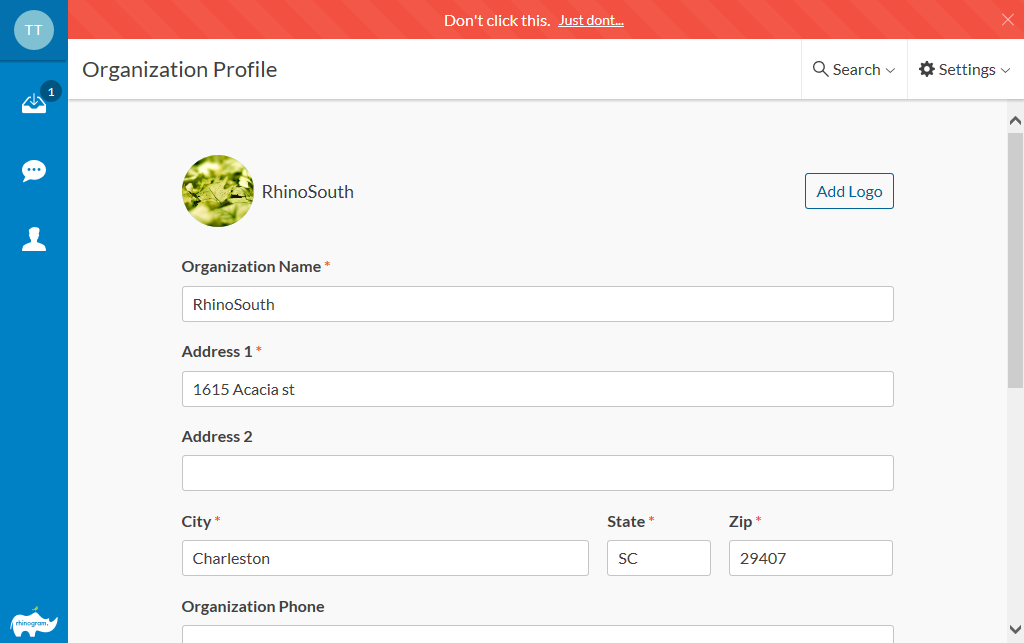 TT
Don't click this. Just dont...
1
Organization Profile
Search
Settings
RhinoSouth
Add Logo
Organization Name *
RhinoSouth
Address 1 *
1615 Acacia st
Address 2
City * State * Zip *
Charleston SC 29407
Organization Phone
rhinogram